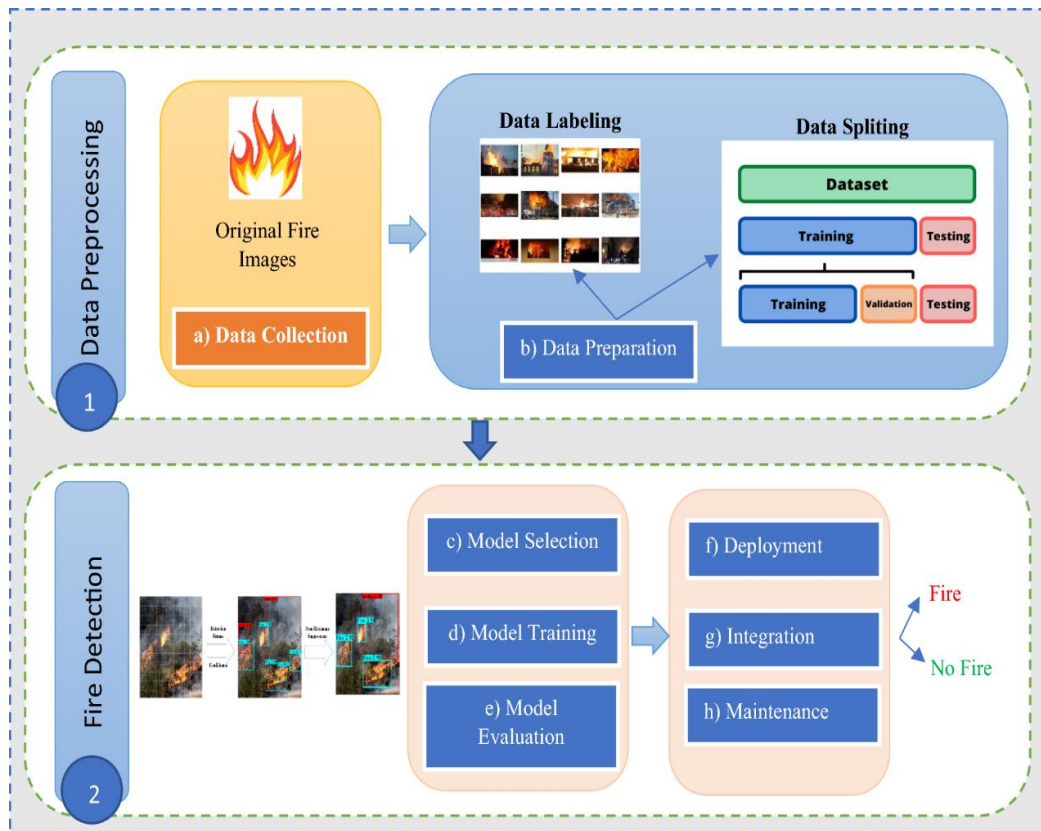 Data Preprocessing
1
Original Fire
Images
a) Data Collection
Data Labeling
b) Data Preparation
Data Spliting
Dataset
Training
Testing
Training
Validation
Testing
Fire Detection
2
c) Model Selection
d) Model Training
e) Model
Evaluation
f) Deployment
g) Integration
h) Maintenance
Fire
No Fire